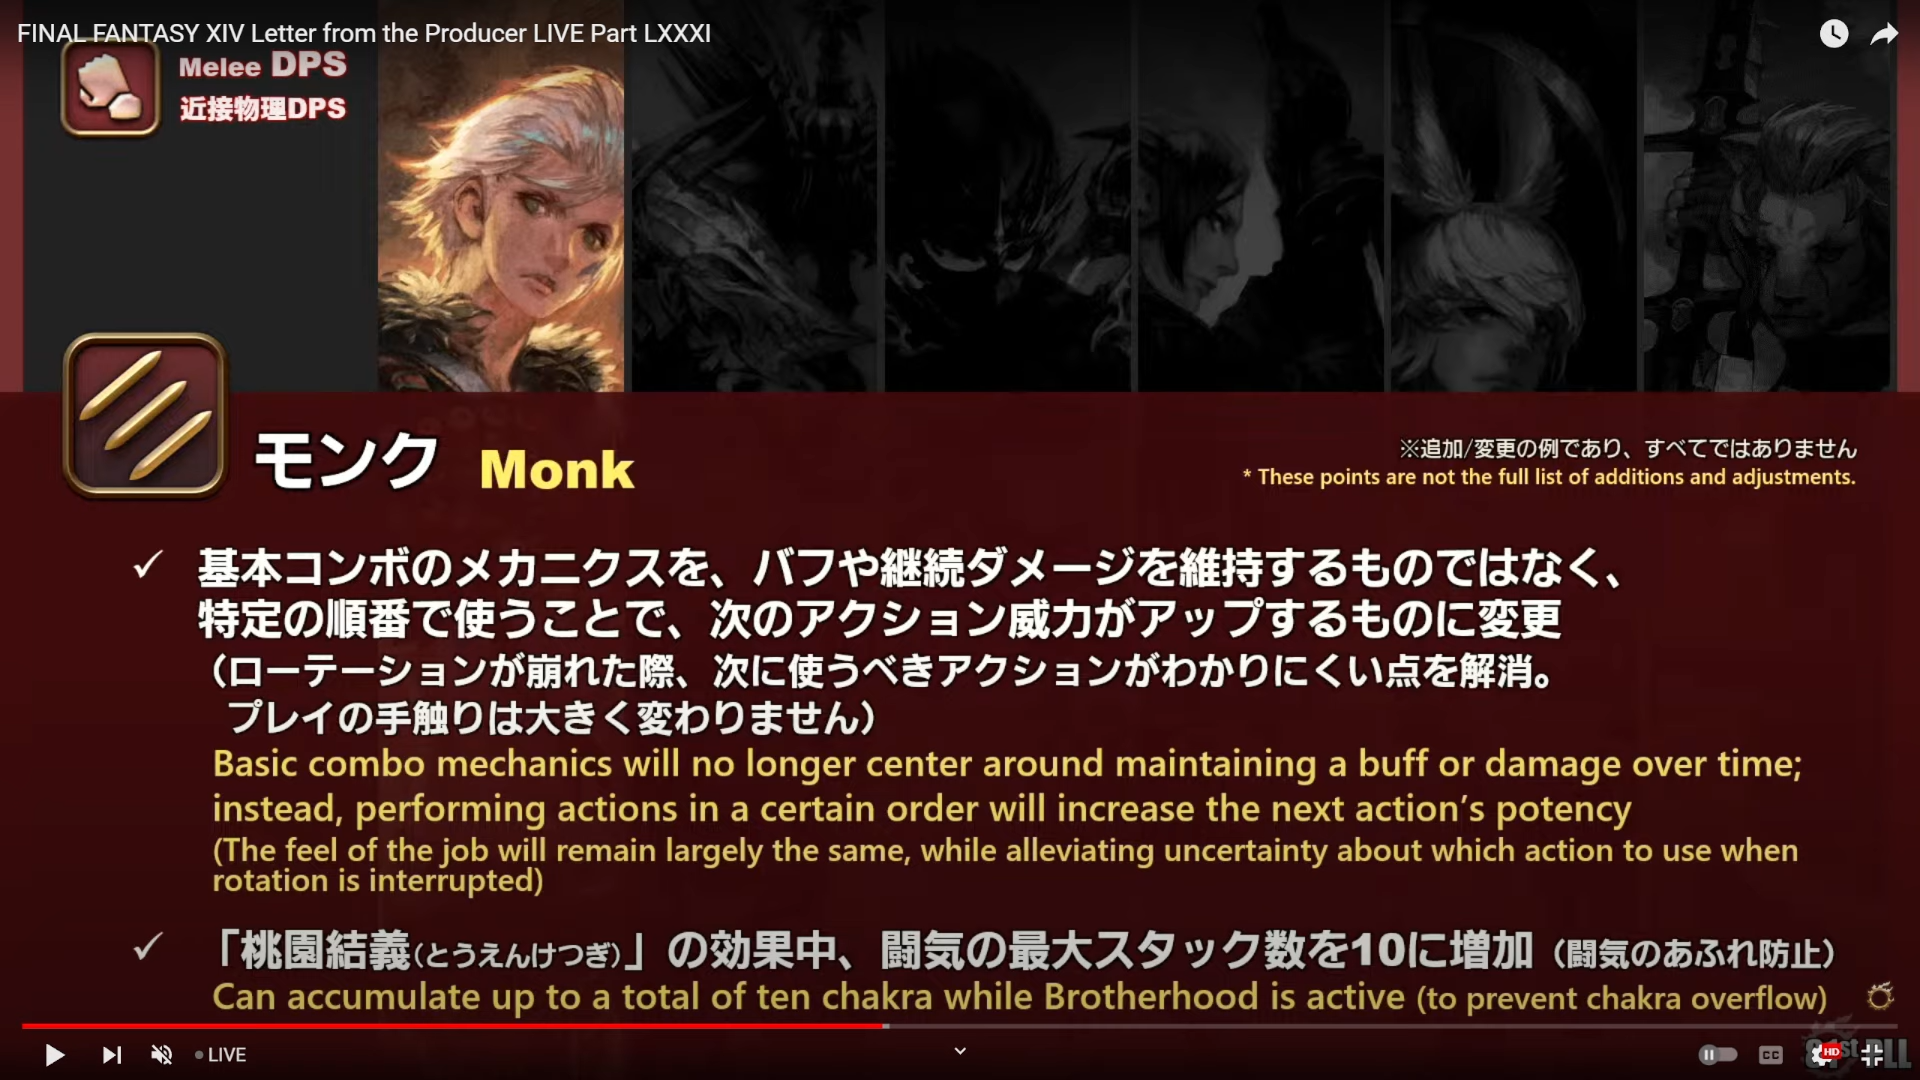 FINAL FANTASY XIV Letter from the Producer LIVE Part LXXXI
Melee DPS
近接物理DPS
モンク Monk
※追加/変更の例であり、すべてではありません
* These points are not the full list of additions and adjustments.
✓ 基本コンボのメカニクスを、バフや継続ダメージを維持するものではなく、
特定の順番で使うことで、次のアクション威力がアップするものに変更
（ローテーションが崩れた際、次に使うべきアクションがわかりにくい点を解消。
プレイの手触りは大きく変わりません）
Basic combo mechanics will no longer center around maintaining a buff or damage over time;
instead, performing actions in a certain order will increase the next action’s potency
(The feel of the job will remain largely the same, while alleviating uncertainty about which action to use when
rotation is interrupted)
✓ 「桃園結義(とうえんけつぎ)」の効果中、闘気の最大スタック数を10に増加（闘気のあふれ防止）
Can accumulate up to a total of ten chakra while Brotherhood is active (to prevent chakra overflow)
LIVE
CC
HD
81st PLL